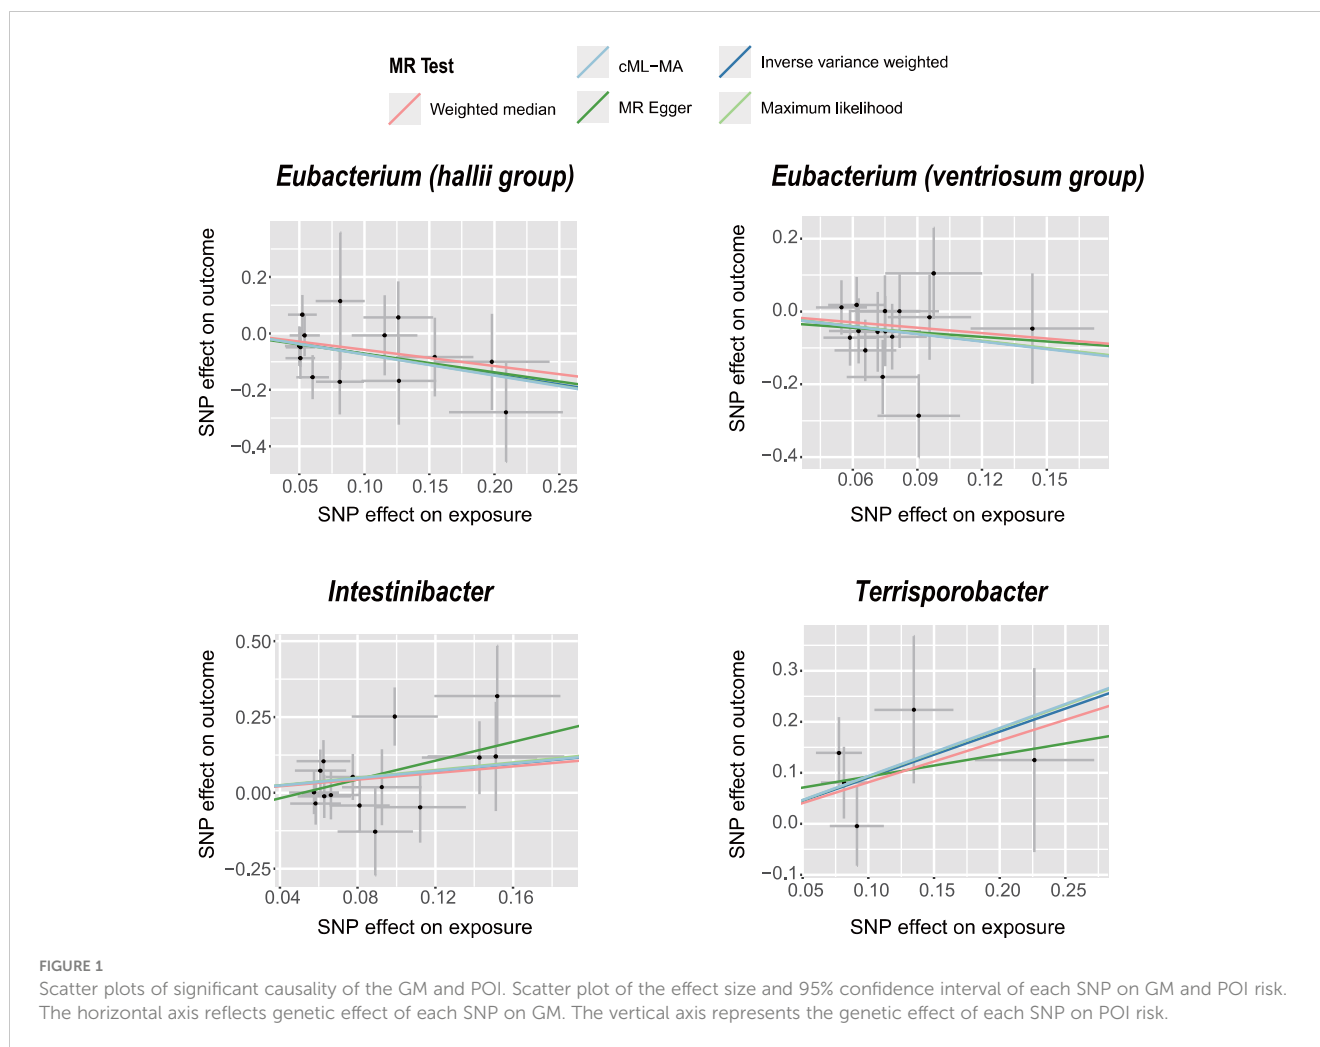 MR Test
cML−MA
Inverse variance weighted
Weighted median
MR Egger
Maximum likelihood
Eubacterium (hallii group)
SNP effect on outcome
0.2
0.0
−0.2
−0.4
0.05 0.10 0.15 0.20 0.25
SNP effect on exposure
Eubacterium (ventriosum group)
SNP effect on outcome
0.2
0.0
−0.2
−0.4
0.06 0.09 0.12 0.15
SNP effect on exposure
Intestinibacter
SNP effect on outcome
0.50
0.25
0.00
−0.25
0.04 0.08 0.12 0.16
SNP effect on exposure
Terrisporobacter
SNP effect on outcome
0.3
0.2
0.1
0.0
−0.1
0.05 0.10 0.15 0.20 0.25
SNP effect on exposure
FIGURE 1
Scatter plots of significant causality of the GM and POI. Scatter plot of the effect size and 95% confidence interval of each SNP on GM and POI risk.
The horizontal axis reflects genetic effect of each SNP on GM. The vertical axis represents the genetic effect of each SNP on POI risk.